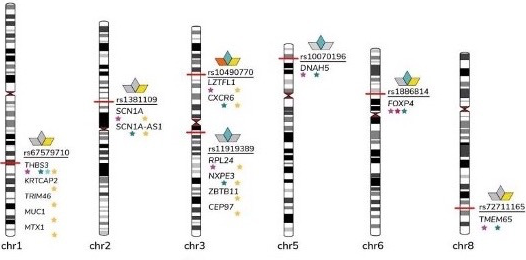 rs67579710
THBS3
KRTCAP2
TRIM46
MUC1
MTX1
chr1
rs1381109
SCN1A
SCN1A-AS1
chr2
rs10490770
LZTFL1
CXCR6
rs11919389
RPL24
NXPE3
ZBTB11
CEP97
chr3
rs10070196
DNAH5
chr5
rs1886814
FOXP4
chr6
rs72711165
TMEM65
chr8